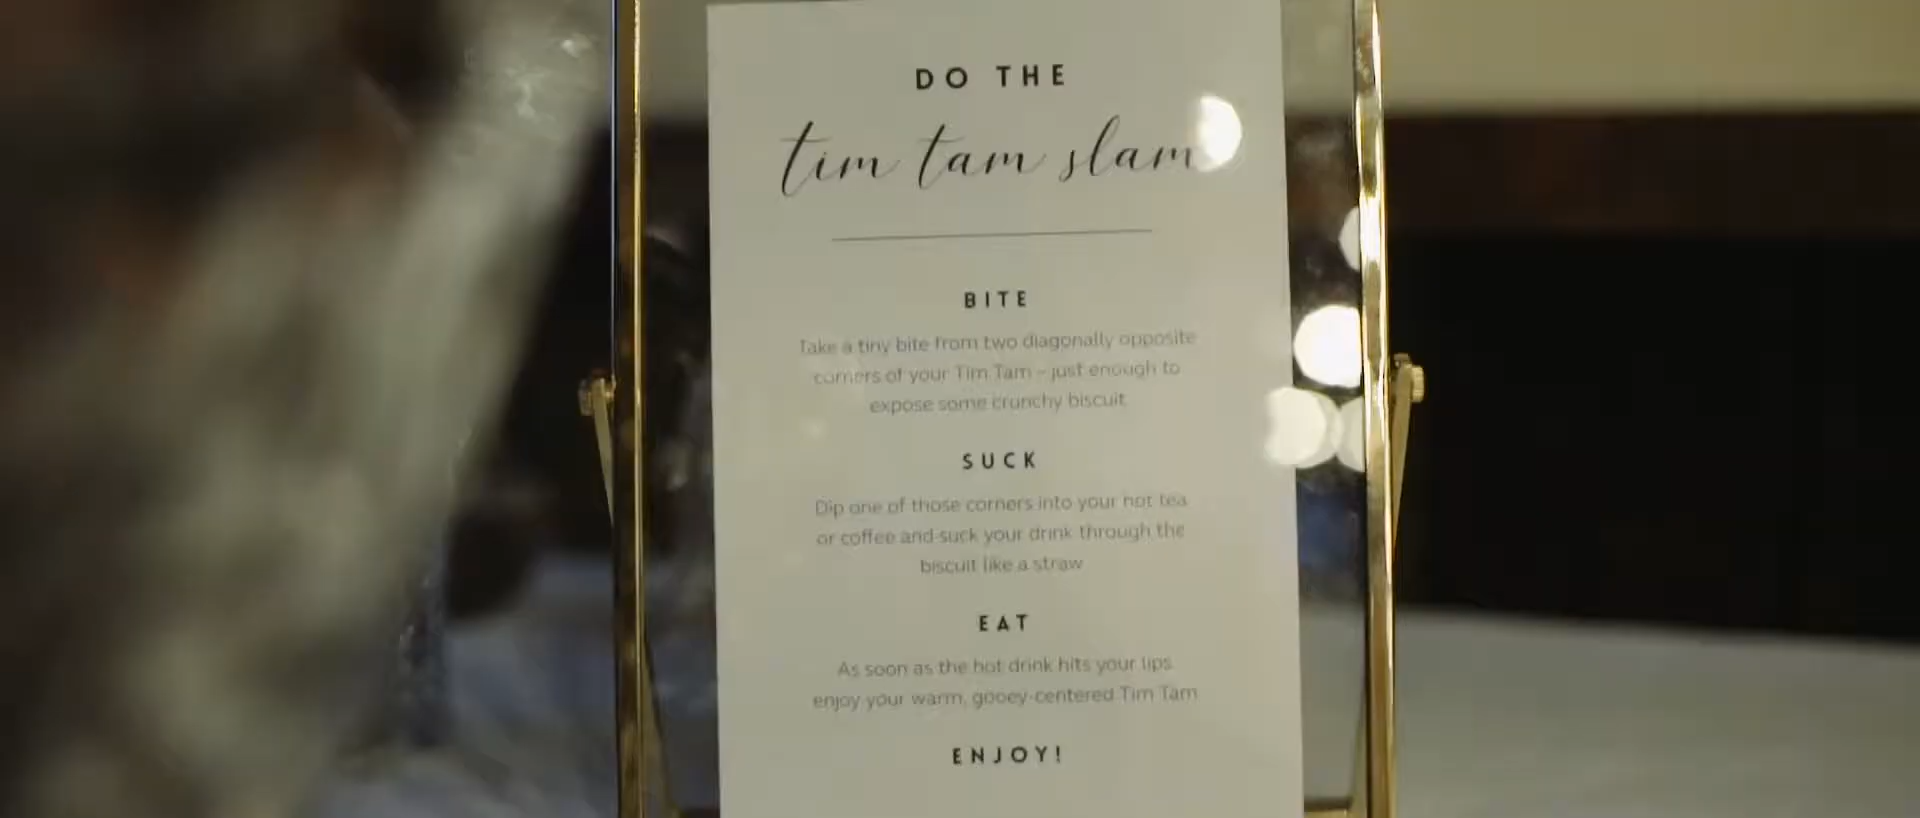 DO THE
tim tam slam
BITE
Take a tiny bite from two diagonally opposite
corners of your Tim Tam – just enough to
expose some crunchy biscuit
SUCK
Dip one of those corners into your hot tea
or coffee and suck your drink through the
biscuit like a straw
EAT
As soon as the hot drink hits your lips
enjoy your warm, gooey-centered Tim Tam
ENJOY!